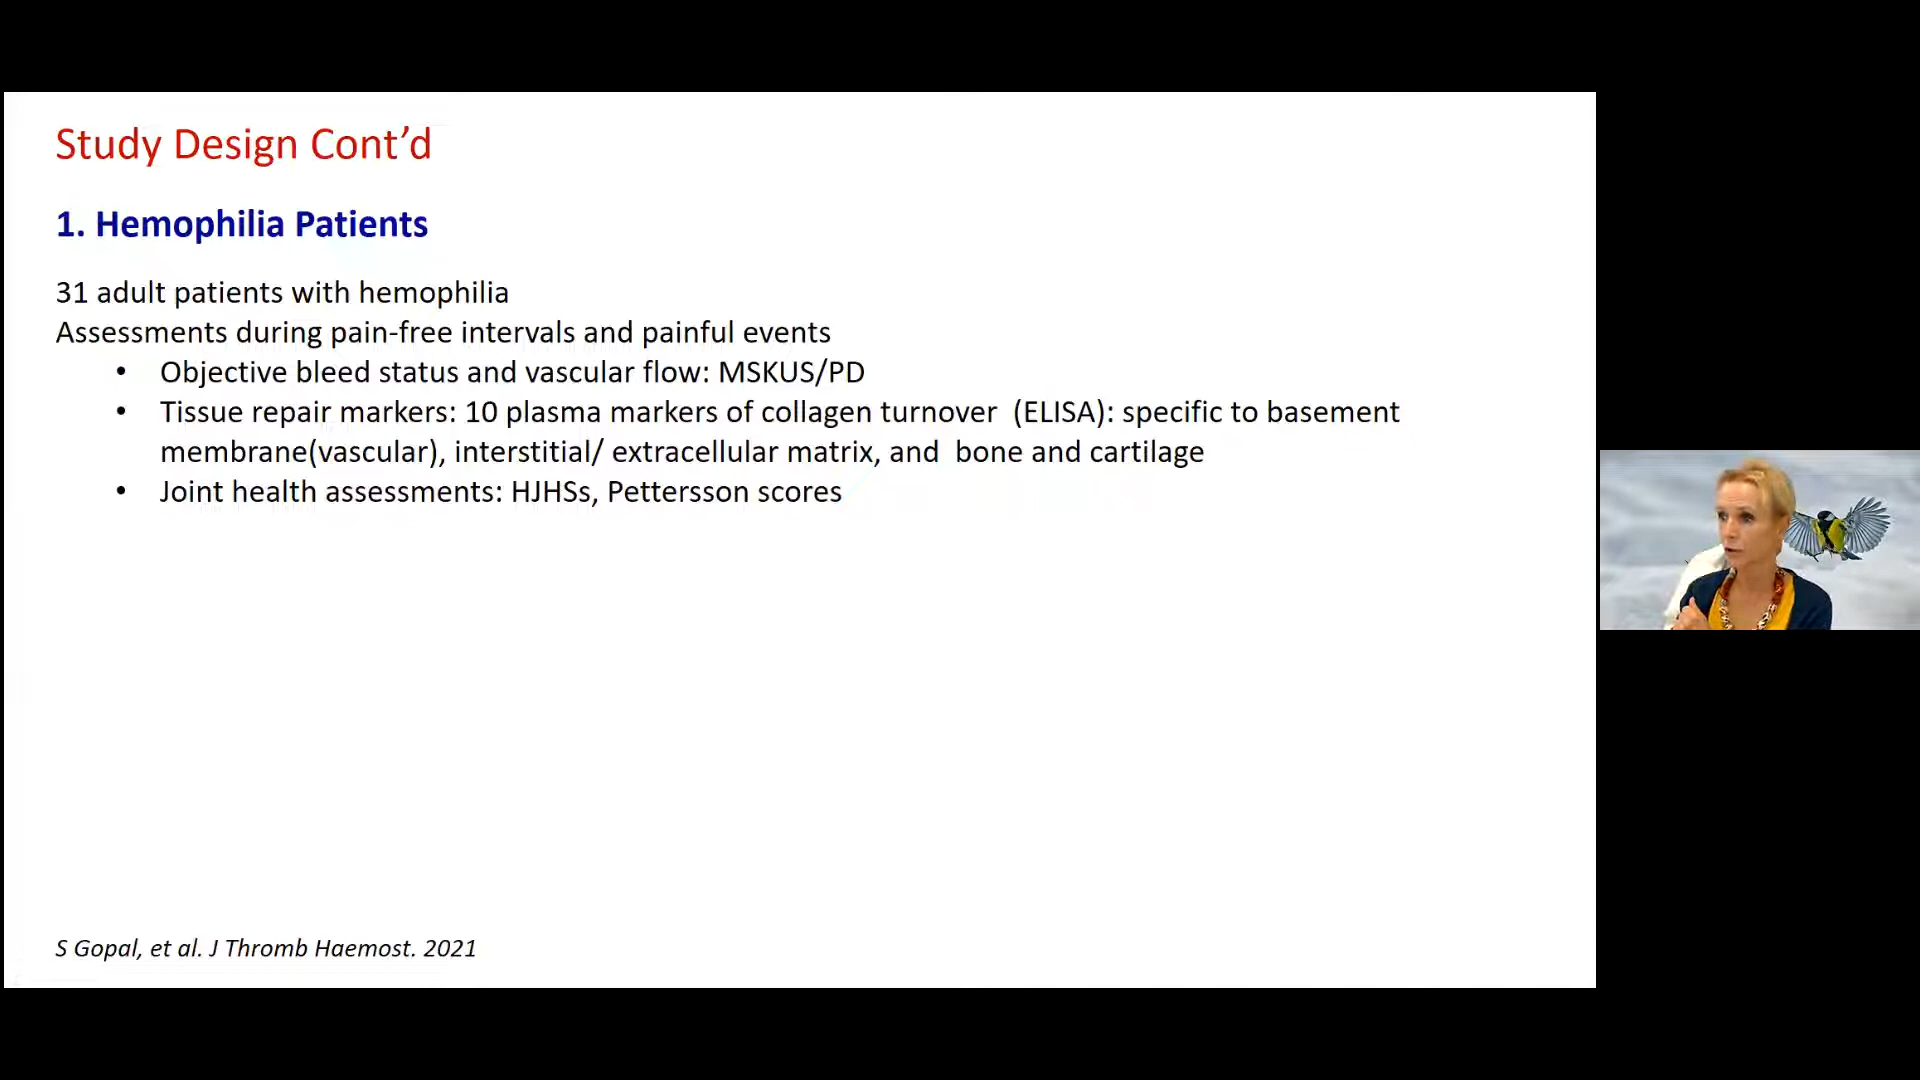 Study Design Cont’d
1. Hemophilia Patients
31 adult patients with hemophilia
Assessments during pain-free intervals and painful events
• Objective bleed status and vascular flow: MSKUS/PD
• Tissue repair markers: 10 plasma markers of collagen turnover  (ELISA): specific to basement
membrane(vascular), interstitial/ extracellular matrix, and  bone and cartilage
• Joint health assessments: HJHSs, Pettersson scores
S Gopal, et al. J Thromb Haemost. 2021